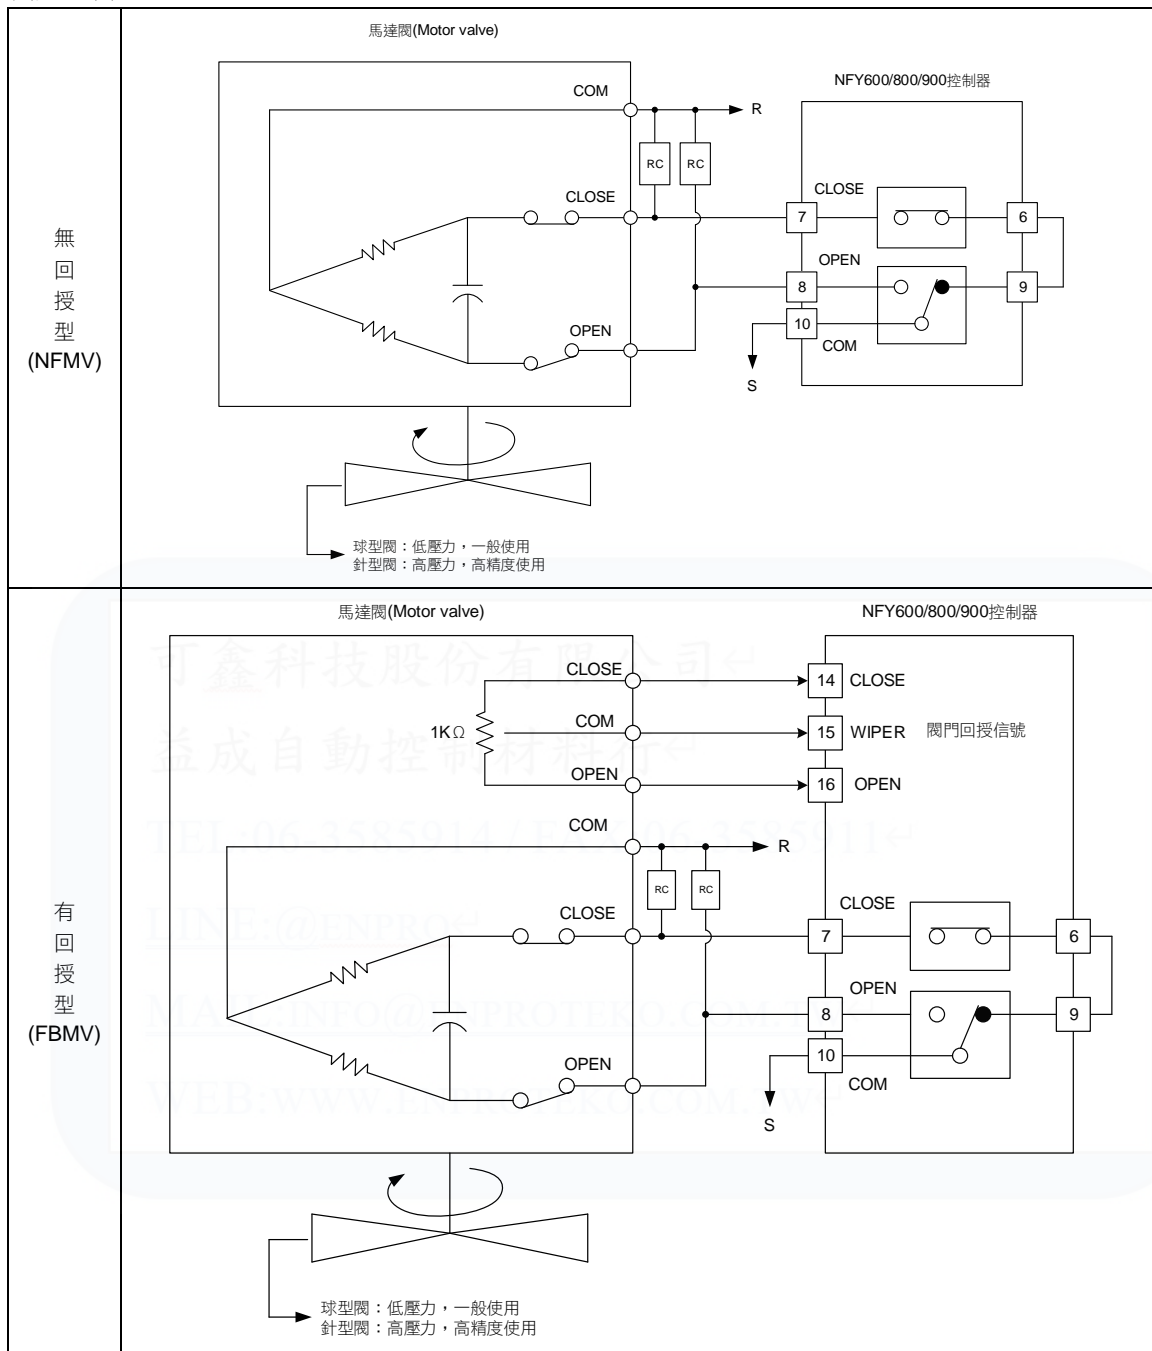 馬達閥(Motor valve)
NFY600/800/900控制器
COM
R
RC
RC
CLOSE
CLOSE
7
6
OPEN
8
9
10
OPEN
COM
S
無
回
授
型
(NFMV)
球型閥：低壓力，一般使用
針型閥：高壓力，高精度使用
馬達閥(Motor valve)
NFY600/800/900控制器
可鑫科技股份有限公司↵
益成自動控制材料行↵
TEL:06-3585914 / FAX:06-3585911↵
LINE:@ENPRO↵
WEB:WWW.ENPROTEKO.COM.TW↵
CLOSE
14
CLOSE
1KΩ
COM
15
WIPER
閥門回授信號
OPEN
16
OPEN
COM
R
RC
RC
CLOSE
CLOSE
7
6
OPEN
8
9
10
OPEN
COM
S
有
回
授
型
(FBMV)
球型閥：低壓力，一般使用
針型閥：高壓力，高精度使用